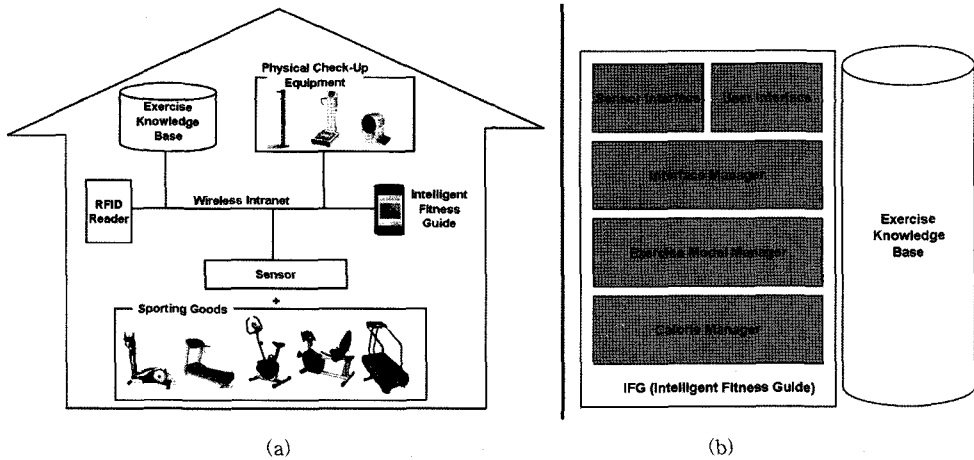 Physical Check-Up
Equipment
Exercise
Knowledge
Base
RFID
Reader
Wireless Intranet
Intelligent
Fitness
Guide
Sensor
+
Sporting Goods
(a)
Sensor Interface
User Interface
Interface Manager
Exercise Model Manager
Calorie Manager
IFG (Intelligent Fitness Guide)
Exercise
Knowledge
Base
(b)